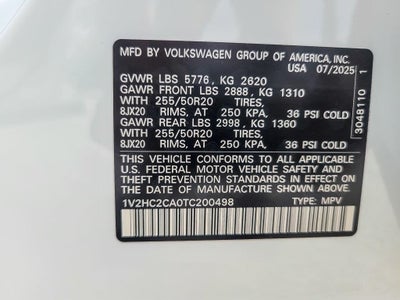 MFD BY VOLKSWAGEN GROUP OF AMERICA, INC.
USA 07/2025
GVWR LBS 5776, KG 2620
GAWR FRONT LBS 2888, KG 1310
WITH 255/50R20 TIRES,
8JX20 RIMS, AT 250 KPA, 36 PSI COLD
GAWR REAR LBS 2998, KG 1360
WITH 255/50R20 TIRES,
8JX20 RIMS, AT 250 KPA, 36 PSI COLD
THIS VEHICLE CONFORMS TO ALL APPLICABLE
U.S. FEDERAL MOTOR VEHICLE SAFETY AND
THEFT PREVENTION STANDARDS IN EFFECT ON THE
DATE OF MANUFACTURE SHOWN ABOVE.
1V2HC2CA0TC200498 TYPE: MPV
3048110 1